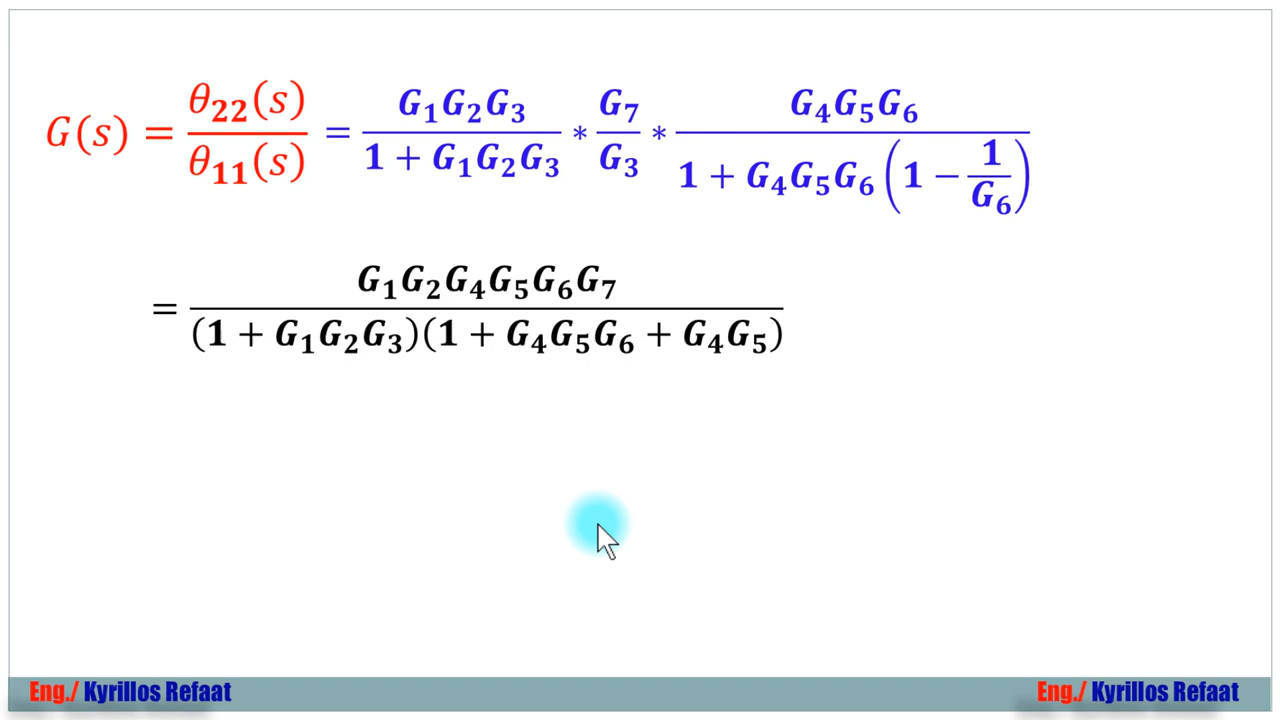 G(s) = θ₂₂(s)/θ₁₁(s) = G₁G₂G₃/(1 + G₁G₂G₃) * G₇/G₃ * G₄G₅G₆/(1 + G₄G₅G₆(1 − 1/G₆))
= G₁G₂G₄G₅G₆G₇/((1 + G₁G₂G₃)(1 + G₄G₅G₆ + G₄G₅))
Eng./ Kyrillos Refaat
Eng./ Kyrillos Refaat